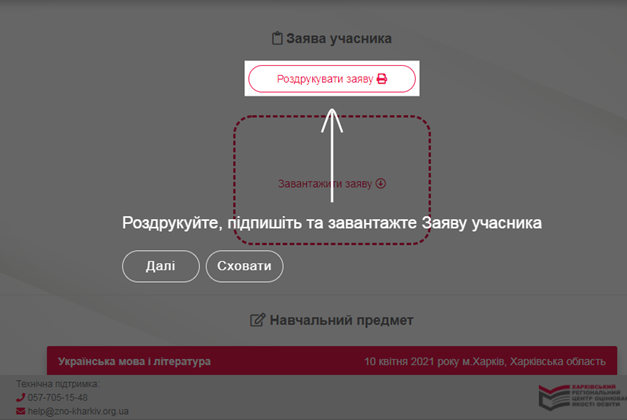 Заява учасника
Роздрукувати заяву
Завантажити заяву
Роздрукуйте, підпишіть та завантажте Заяву учасника
Далі Сховати
Навчальний предмет
Українська мова і література 10 квітня 2021 року м.Харків, Харківська область
Технічна підтримка:
057-705-15-48
help@zno-kharkiv.org.ua
ХАРКІВСЬКИЙ
РЕГІОНАЛЬНИЙ
ЦЕНТР ОЦІНЮВАН
ЯКОСТІ ОСВІТИ